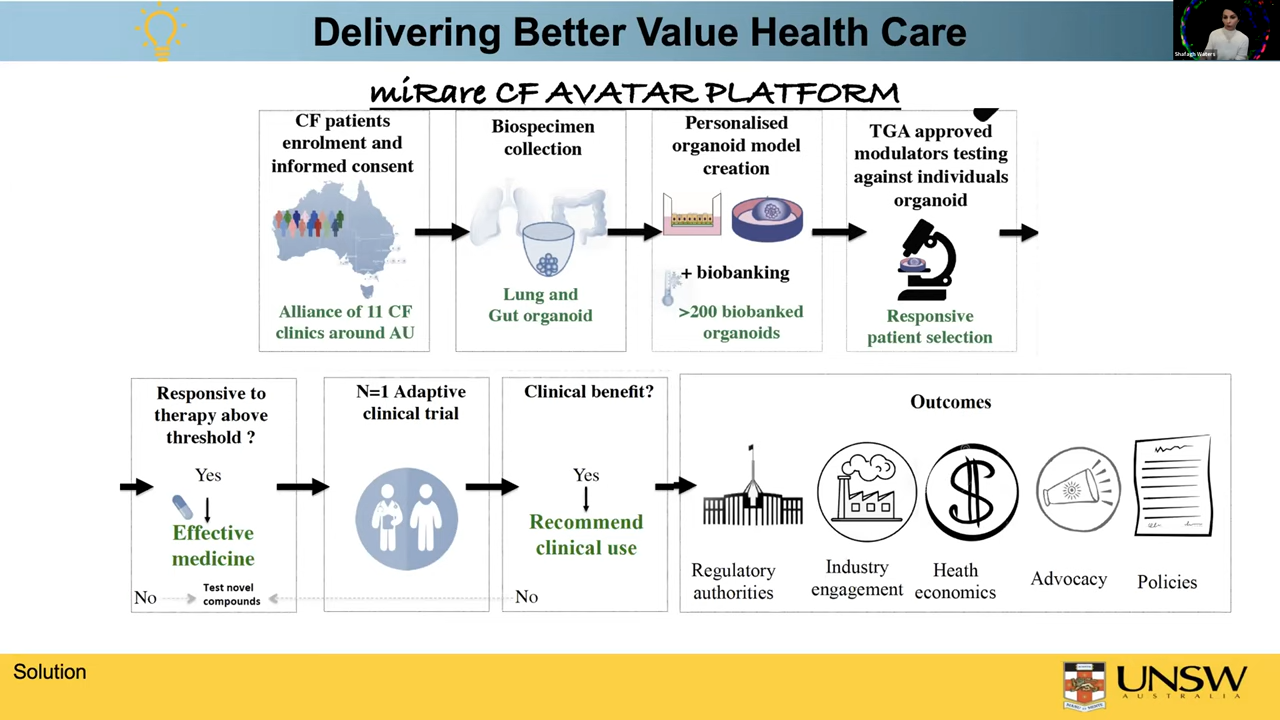 Delivering Better Value Health Care
Shafagh Waters
miRare CF AVATAR PLATFORM
CF patients
enrolment and
informed consent
Alliance of 11 CF
clinics around AU
Biospecimen
collection
Lung and
Gut organoid
Personalised
organoid model
creation
+ biobanking
>200 biobanked
organoids
TGA approved
modulators testing
against individuals
organoid
Responsive
patient selection
Responsive to
therapy above
threshold ?
Yes
Effective
medicine
No
Test novel
compounds
N=1 Adaptive
clinical trial
Clinical benefit?
Yes
Recommend
clinical use
No
Outcomes
Regulatory
authorities
Industry
engagement
Heath
economics
Advocacy
Policies
Solution
UNSW
AUSTRALIA